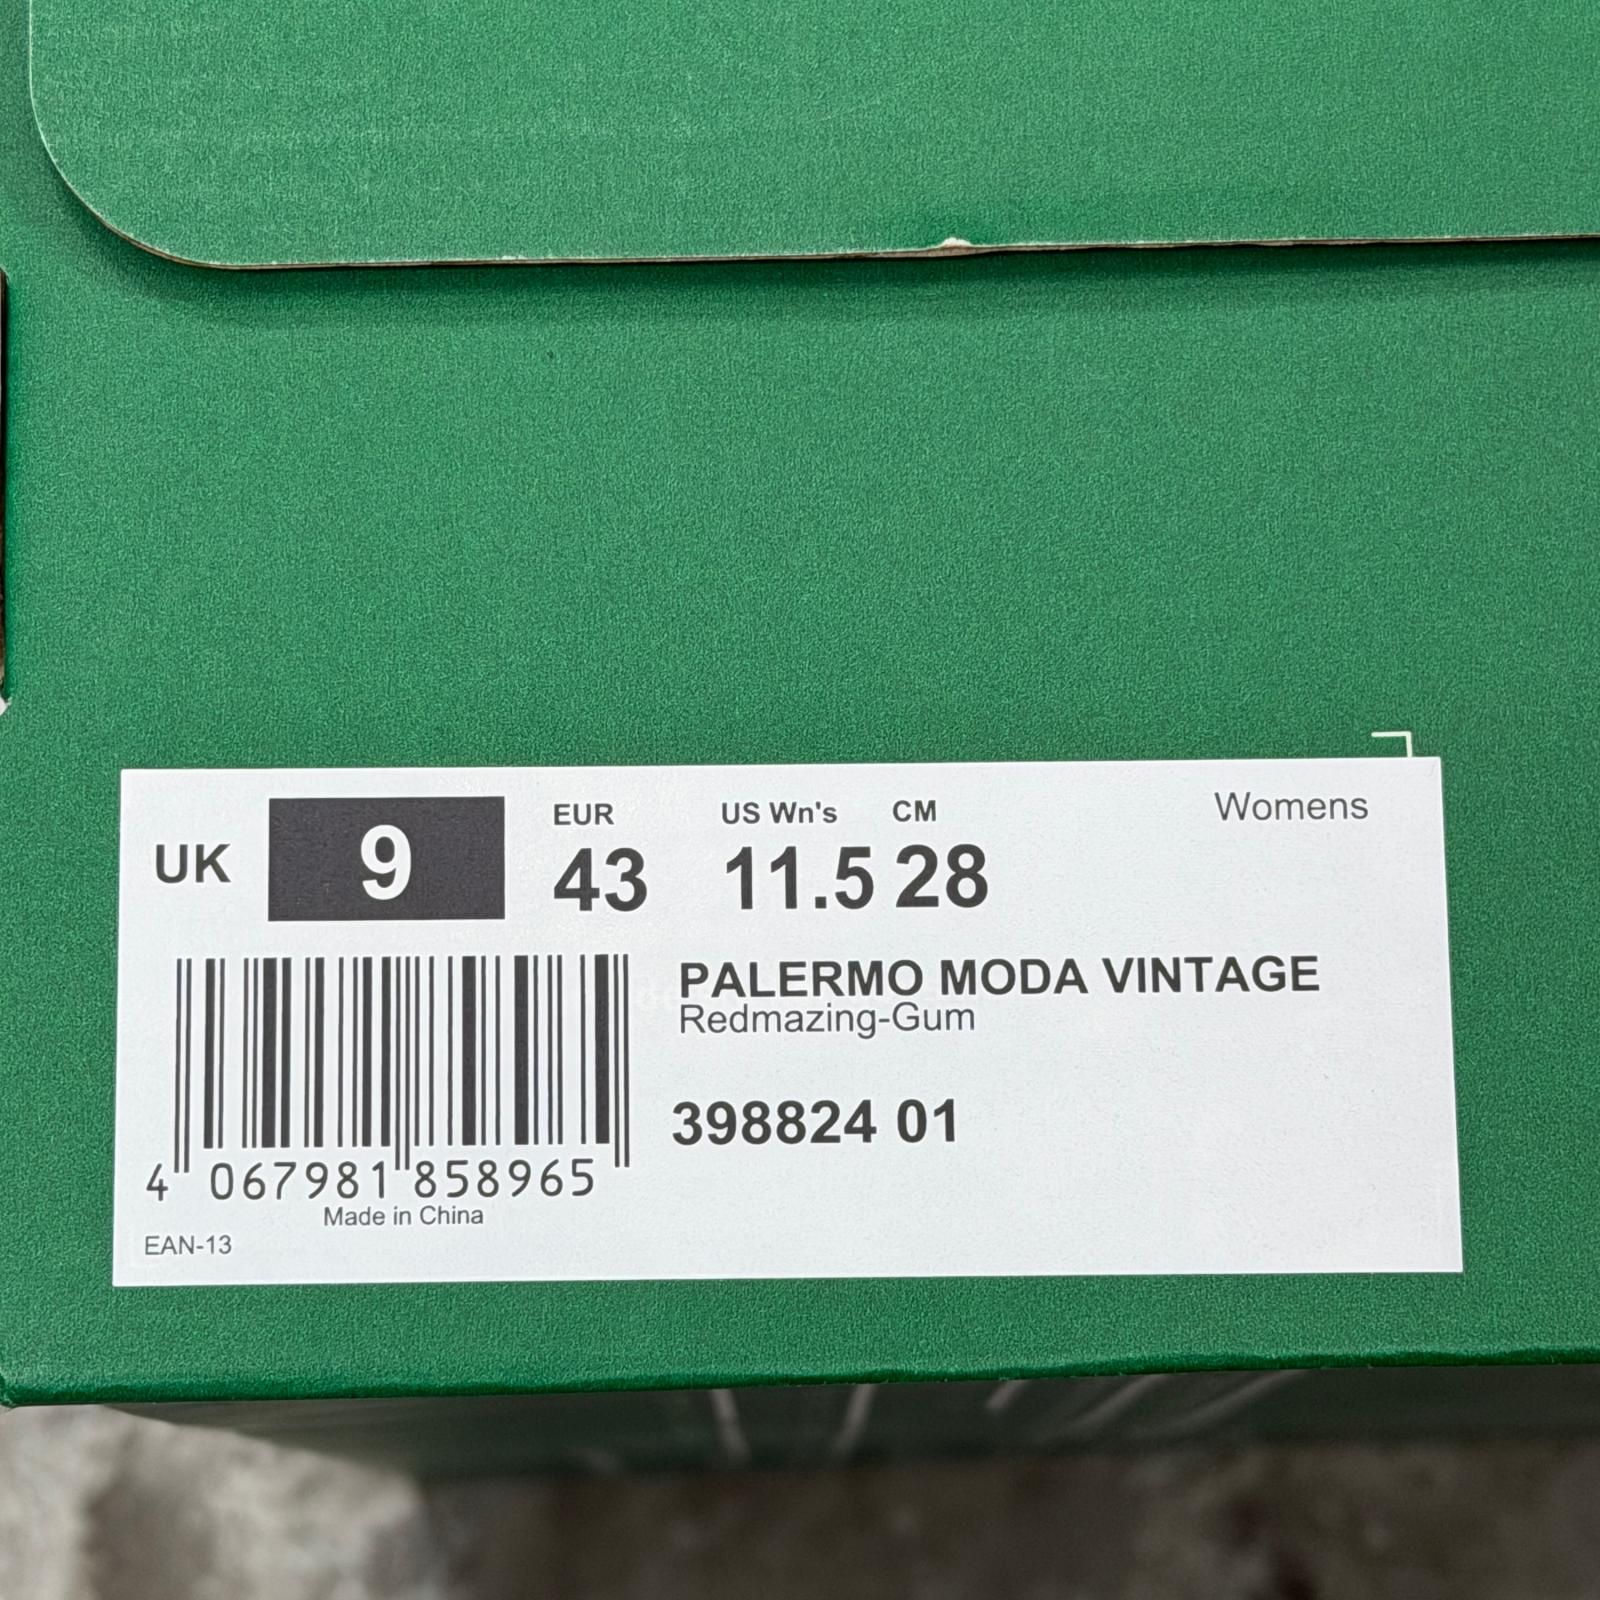 EUR US Wn's CM Womens
UK 9 43 11.5 28
PALERMO MODA VINTAGE
Redmazing-Gum
398824 01
4 067981 858965
Made in China
EAN-13